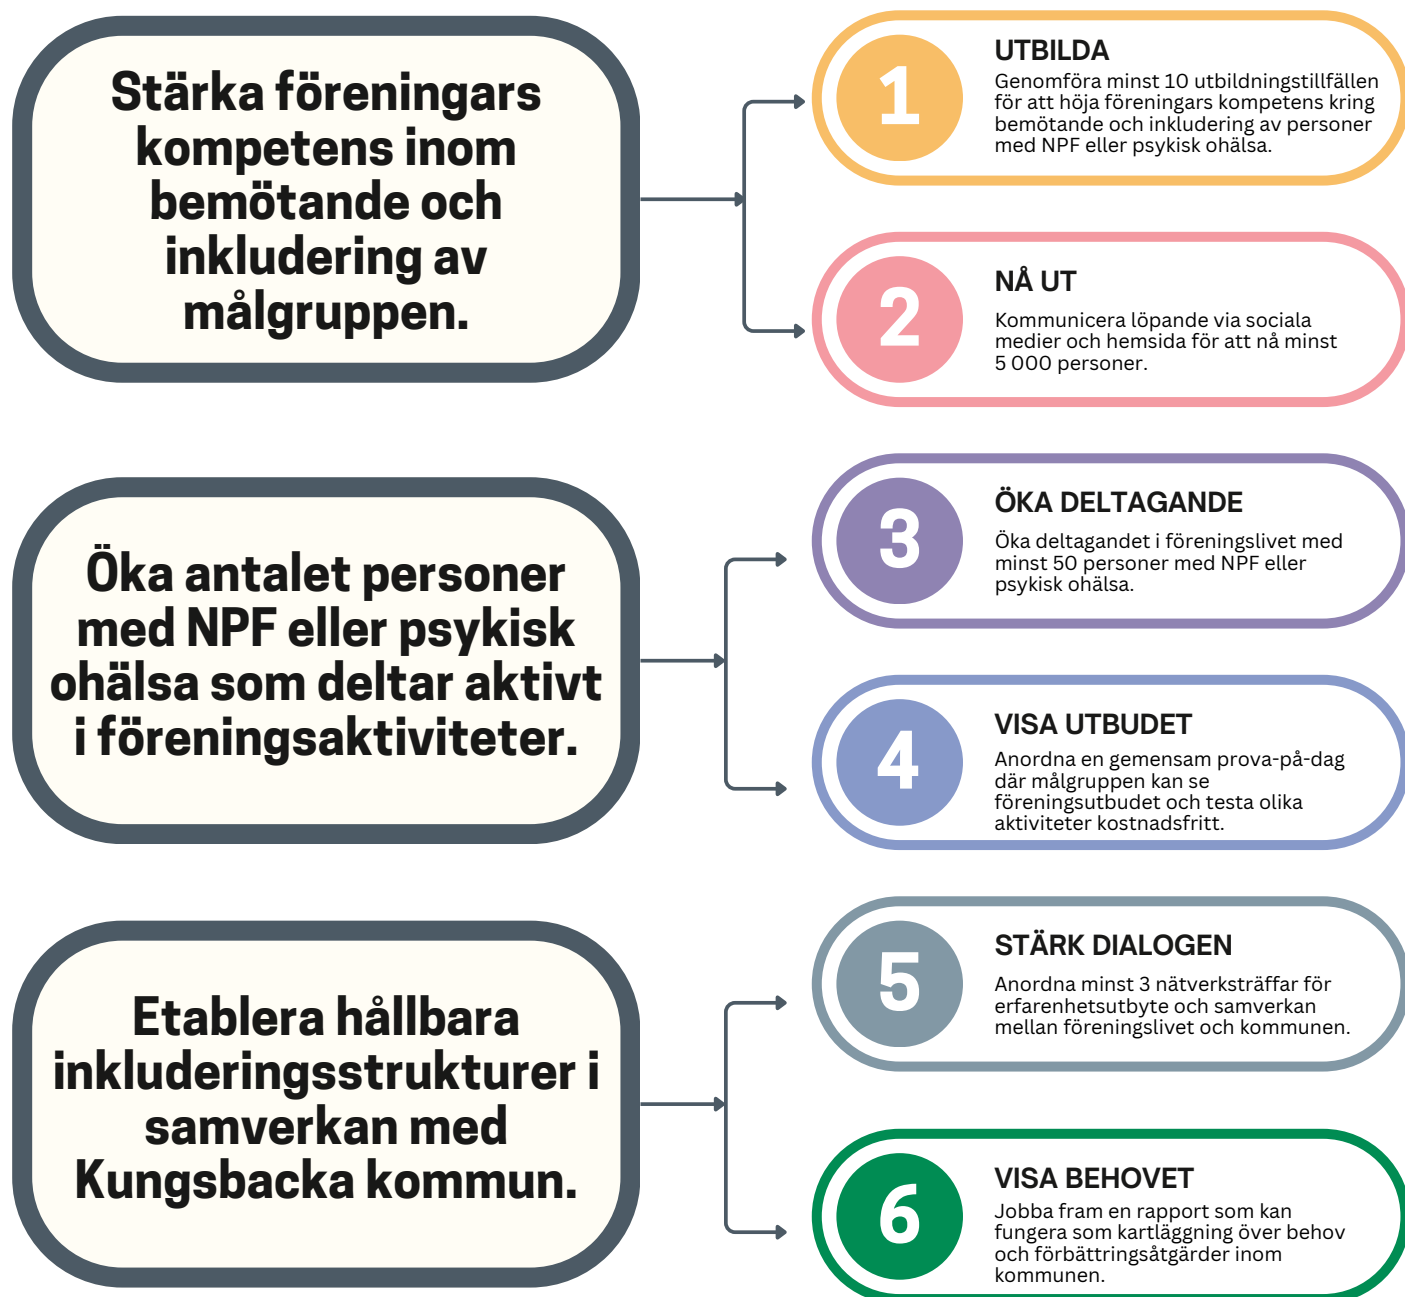 Stärka föreningars
kompetens inom
bemötande och
inkludering av
målgruppen.
1
UTBILDA
Genomföra minst 10 utbildningstillfällen
för att höja föreningars kompetens kring
bemötande och inkludering av personer
med NPF eller psykisk ohälsa.
2
NÅ UT
Kommunicera löpande via sociala
medier och hemsida för att nå minst
5 000 personer.
Öka antalet personer
med NPF eller psykisk
ohälsa som deltar aktivt
i föreningsaktiviteter.
3
ÖKA DELTAGANDE
Öka deltagandet i föreningslivet med
minst 50 personer med NPF eller
psykisk ohälsa.
4
VISA UTBUDET
Anordna en gemensam prova-på-dag
där målgruppen kan se
föreningsutbudet och testa olika
aktiviteter kostnadsfritt.
Etablera hållbara
inkluderingsstrukturer i
samverkan med
Kungsbacka kommun.
5
STÄRK DIALOGEN
Anordna minst 3 nätverksträffar för
erfarenhetsutbyte och samverkan
mellan föreningslivet och kommunen.
6
VISA BEHOVET
Jobba fram en rapport som kan
fungera som kartläggning över behov
och förbättringsåtgärder inom
kommunen.